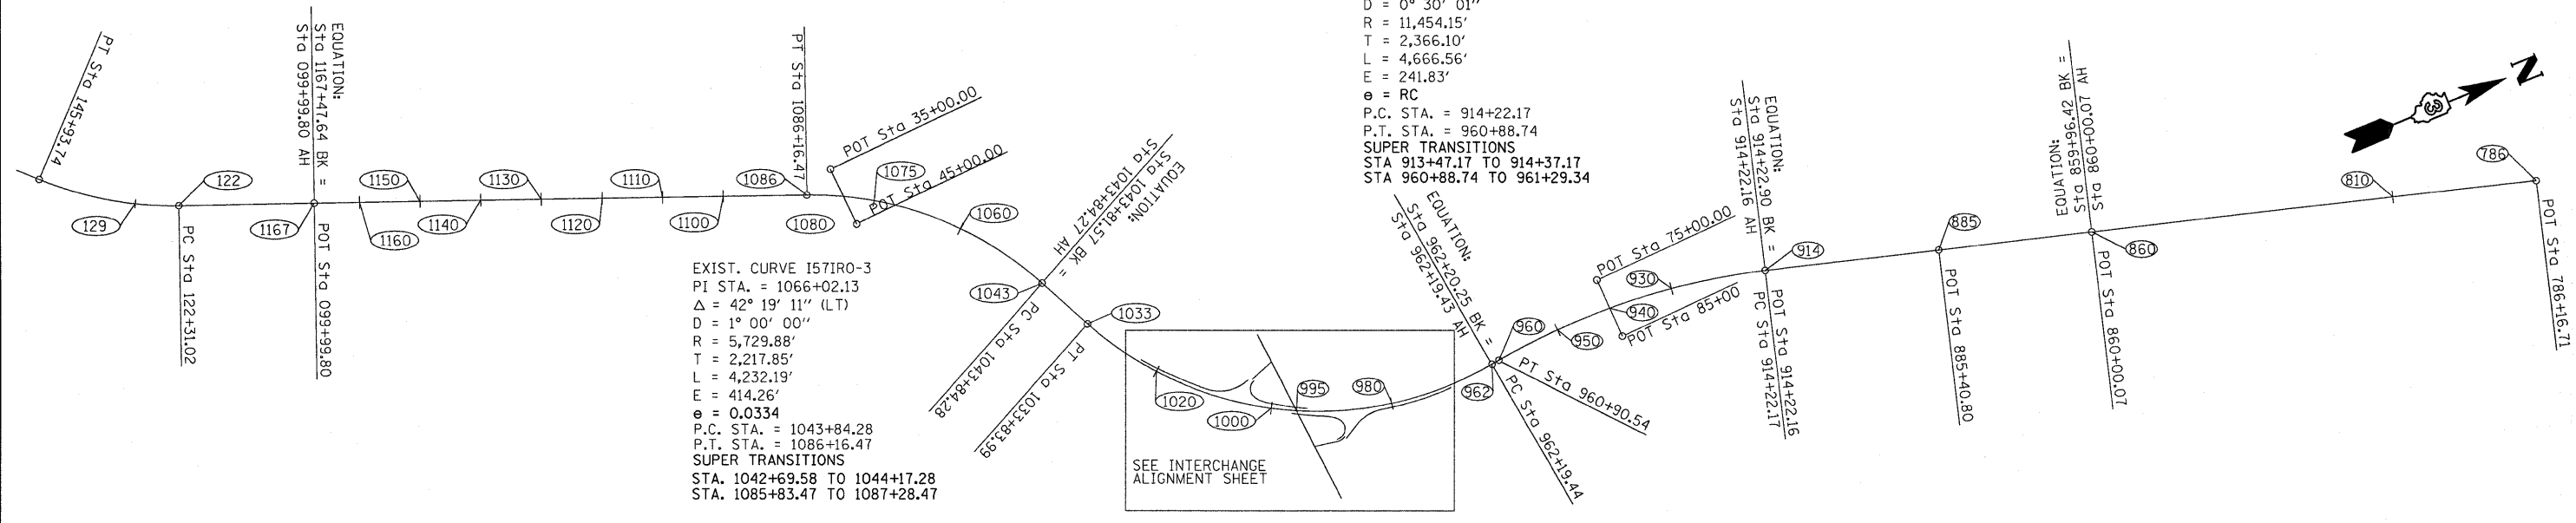 PT Sta 145+93.74
129
122
PC Sta 122+31.02
EQUATION:
Sta 1167+47.64 BK =
Sta 099+99.80 AH
1167
POT Sta 099+99.80
1150
1160
1140
1130
1120
1110
1100
1086
PT Sta 1086+16.47
1080
POT Sta 35+00.00
1075
POT Sta 45+00.00
1060
EQUATION:
Sta 1043+81.57 BK =
Sta 1043+84.27 AH
1043
PC Sta 1043+84.28
1033
PT Sta 1033+83.99
EXIST. CURVE I57IRO-3
PI STA. = 1066+02.13
Δ = 42° 19' 11" (LT)
D = 1° 00' 00"
R = 5,729.88'
T = 2,217.85'
L = 4,232.19'
E = 414.26'
e = 0.0334
P.C. STA. = 1043+84.28
P.T. STA. = 1086+16.47
SUPER TRANSITIONS
STA. 1042+69.58 TO 1044+17.28
STA. 1085+83.47 TO 1087+28.47
1020
1000
995
980
SEE INTERCHANGE
ALIGNMENT SHEET
D = 0° 30' 01"
R = 11,454.15'
T = 2,366.10'
L = 4,666.56'
E = 241.83'
e = RC
P.C. STA. = 914+22.17
P.T. STA. = 960+88.74
SUPER TRANSITIONS
STA 913+47.17 TO 914+37.17
STA 960+88.74 TO 961+29.34
EQUATION:
Sta 962+20.25 BK =
Sta 962+19.43 AH
962
960
PT Sta 960+90.54
PC Sta 962+19.44
950
940
930
POT Sta 75+00.00
POT Sta 85+00
EQUATION:
Sta 914+22.90 BK =
Sta 914+22.16 AH
914
POT Sta 914+22.16
PC Sta 914+22.17
885
POT Sta 885+40.80
EQUATION:
Sta 859+96.42 BK =
Sta 860+00.07 AH
860
POT Sta 860+00.07
810
786
POT Sta 786+16.71
N
3